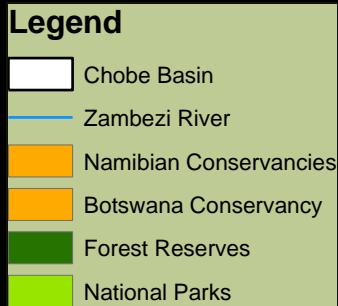 Legend
Chobe Basin
Zambezi River
Namibian Conservancies
Botswana Conservancy
Forest Reserves
National Parks